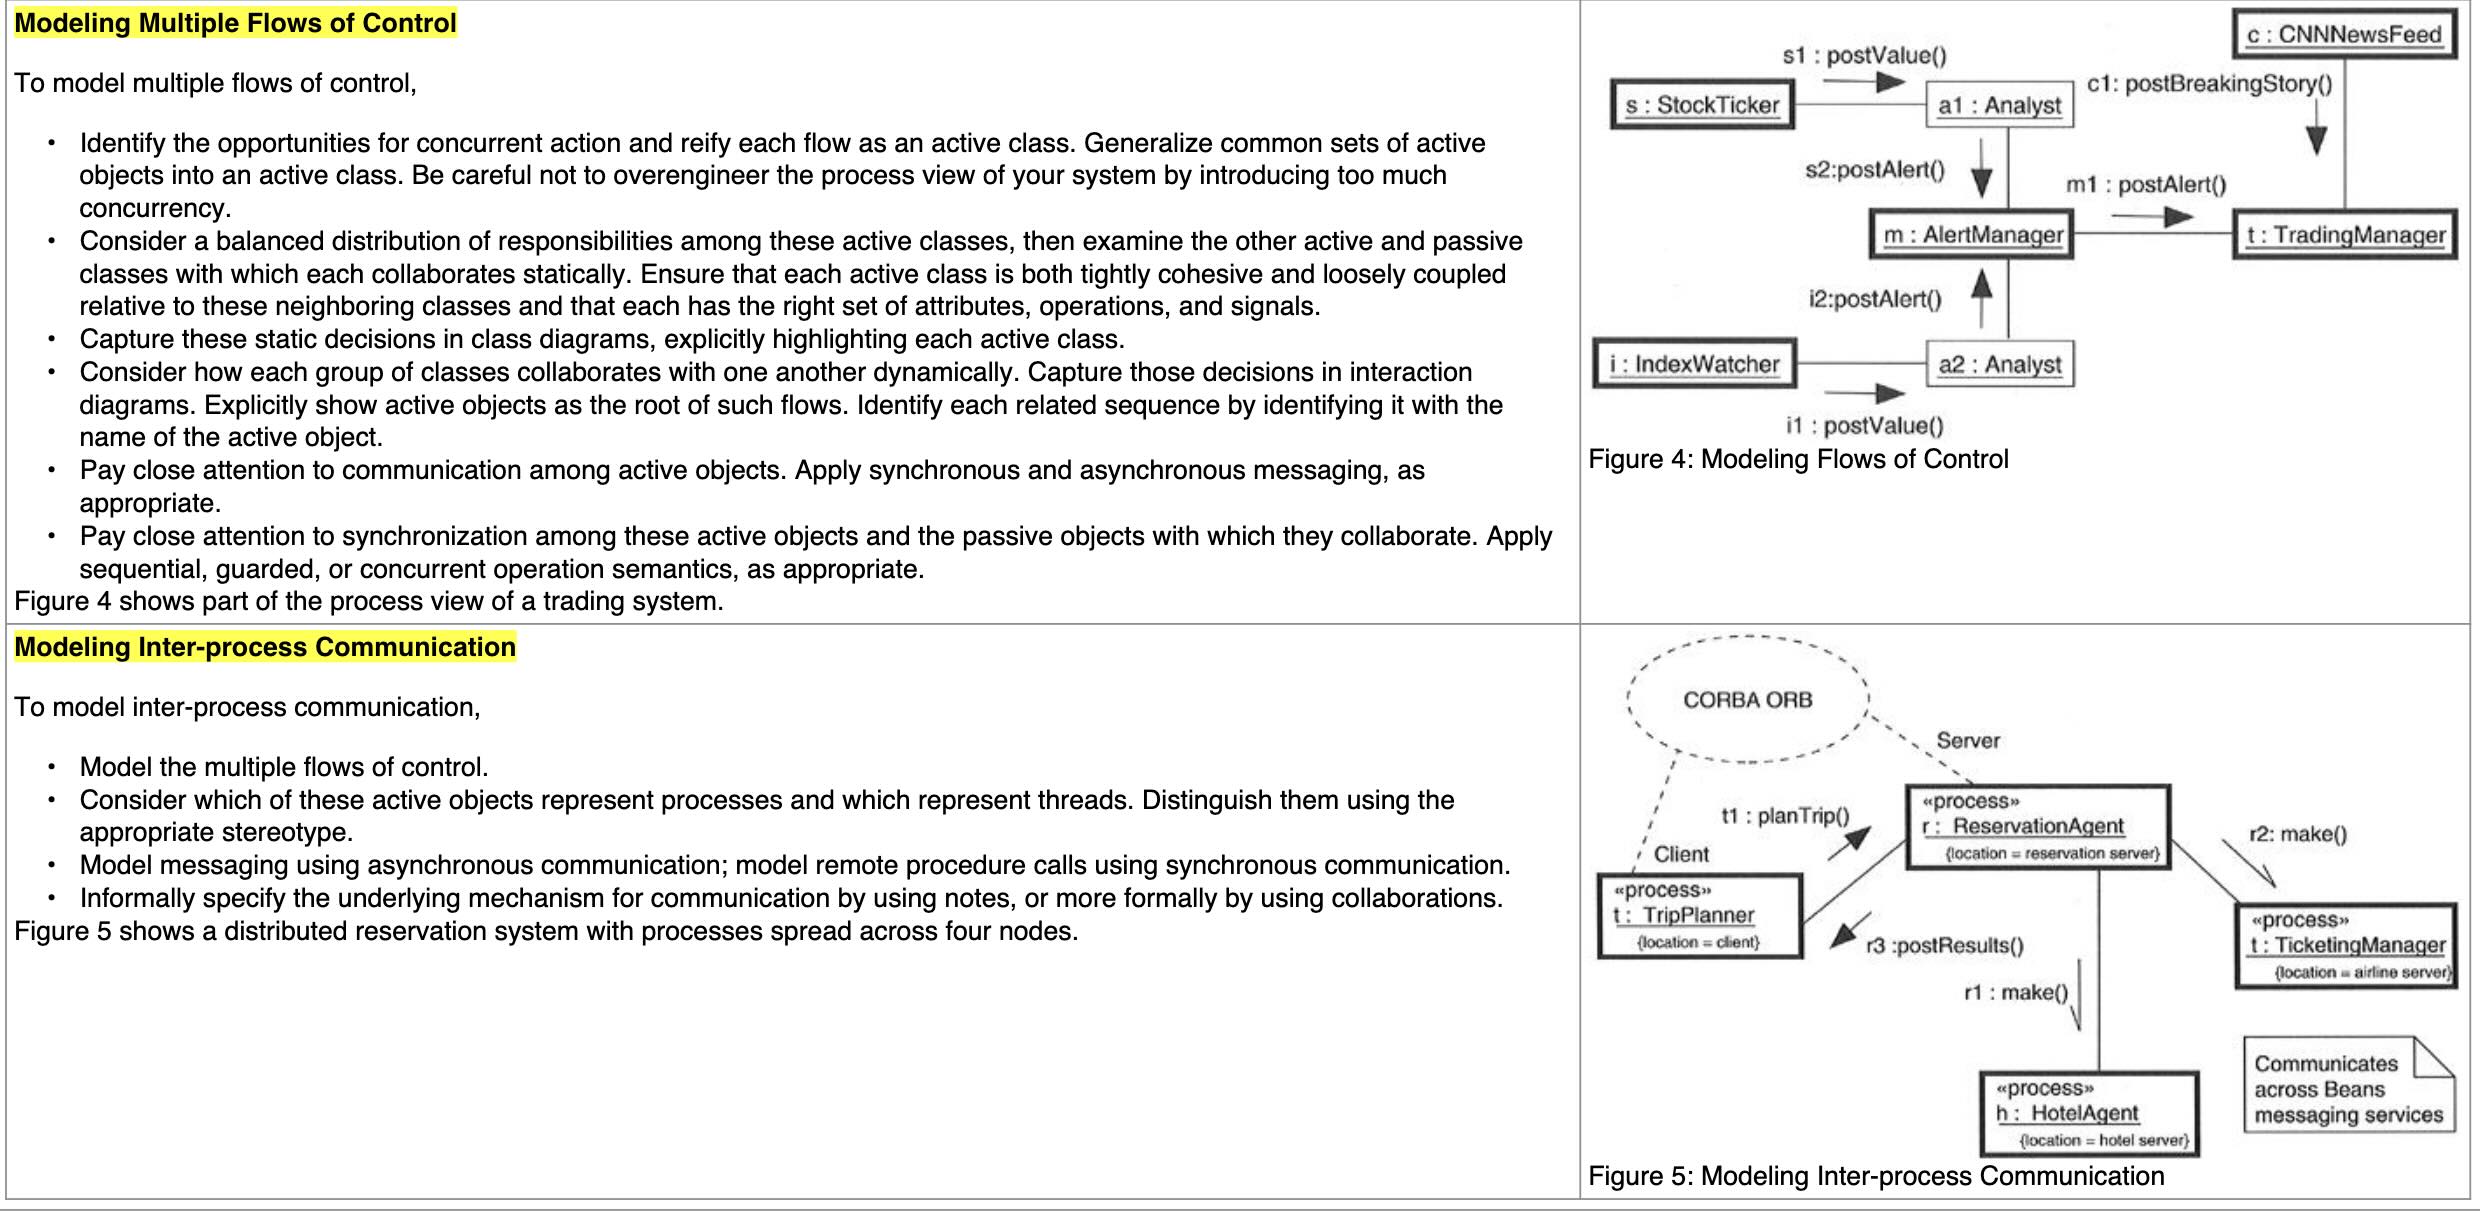 Modeling Multiple Flows of Control
To model multiple flows of control,
• Identify the opportunities for concurrent action and reify each flow as an active class. Generalize common sets of active
objects into an active class. Be careful not to overengineer the process view of your system by introducing too much
concurrency.
• Consider a balanced distribution of responsibilities among these active classes, then examine the other active and passive
classes with which each collaborates statically. Ensure that each active class is both tightly cohesive and loosely coupled
relative to these neighboring classes and that each has the right set of attributes, operations, and signals.
• Capture these static decisions in class diagrams, explicitly highlighting each active class.
• Consider how each group of classes collaborates with one another dynamically. Capture those decisions in interaction
diagrams. Explicitly show active objects as the root of such flows. Identify each related sequence by identifying it with the
name of the active object.
• Pay close attention to communication among active objects. Apply synchronous and asynchronous messaging, as
appropriate.
• Pay close attention to synchronization among these active objects and the passive objects with which they collaborate. Apply
sequential, guarded, or concurrent operation semantics, as appropriate.
Figure 4 shows part of the process view of a trading system.
c : CNNNewsFeed
s1 : postValue()
c1: postBreakingStory()
s : StockTicker
a1 : Analyst
s2:postAlert()
m1 : postAlert()
m : AlertManager
t : TradingManager
i2:postAlert()
i : IndexWatcher
a2 : Analyst
i1 : postValue()
Figure 4: Modeling Flows of Control
Modeling Inter-process Communication
To model inter-process communication,
• Model the multiple flows of control.
• Consider which of these active objects represent processes and which represent threads. Distinguish them using the
appropriate stereotype.
• Model messaging using asynchronous communication; model remote procedure calls using synchronous communication.
• Informally specify the underlying mechanism for communication by using notes, or more formally by using collaborations.
Figure 5 shows a distributed reservation system with processes spread across four nodes.
CORBA ORB
Server
«process»
r : ReservationAgent
{location = reservation server}
t1 : planTrip()
r2: make()
Client
«process»
t : TripPlanner
{location = client}
r3 :postResults()
«process»
t : TicketingManager
{location = airline server}
r1 : make()
«process»
h : HotelAgent
{location = hotel server}
Communicates
across Beans
messaging services
Figure 5: Modeling Inter-process Communication